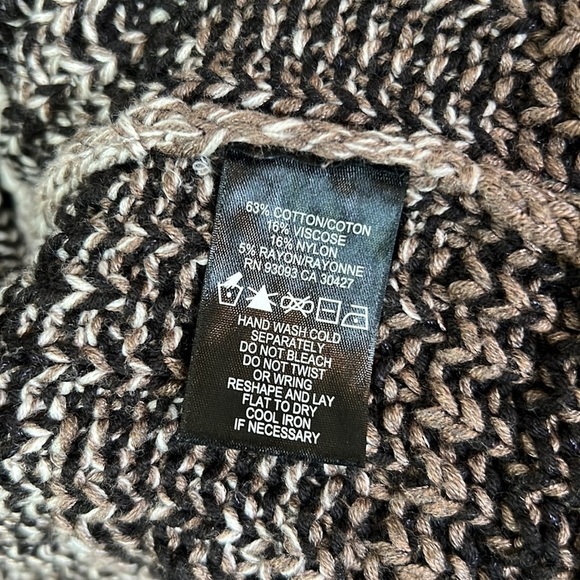 63% COTTON/COTON
16% VISCOSE
16% NYLON
5% RAYON/RAYONNE
RN 93093 CA 30427
HAND WASH COLD
SEPARATELY
DO NOT BLEACH
DO NOT TWIST
OR WRING
RESHAPE AND LAY
FLAT TO DRY
COOL IRON
IF NECESSARY